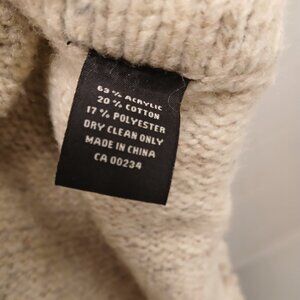 63% ACRYLIC
20% COTTON
17% POLYESTER
DRY CLEAN ONLY
MADE IN CHINA
CA 00234